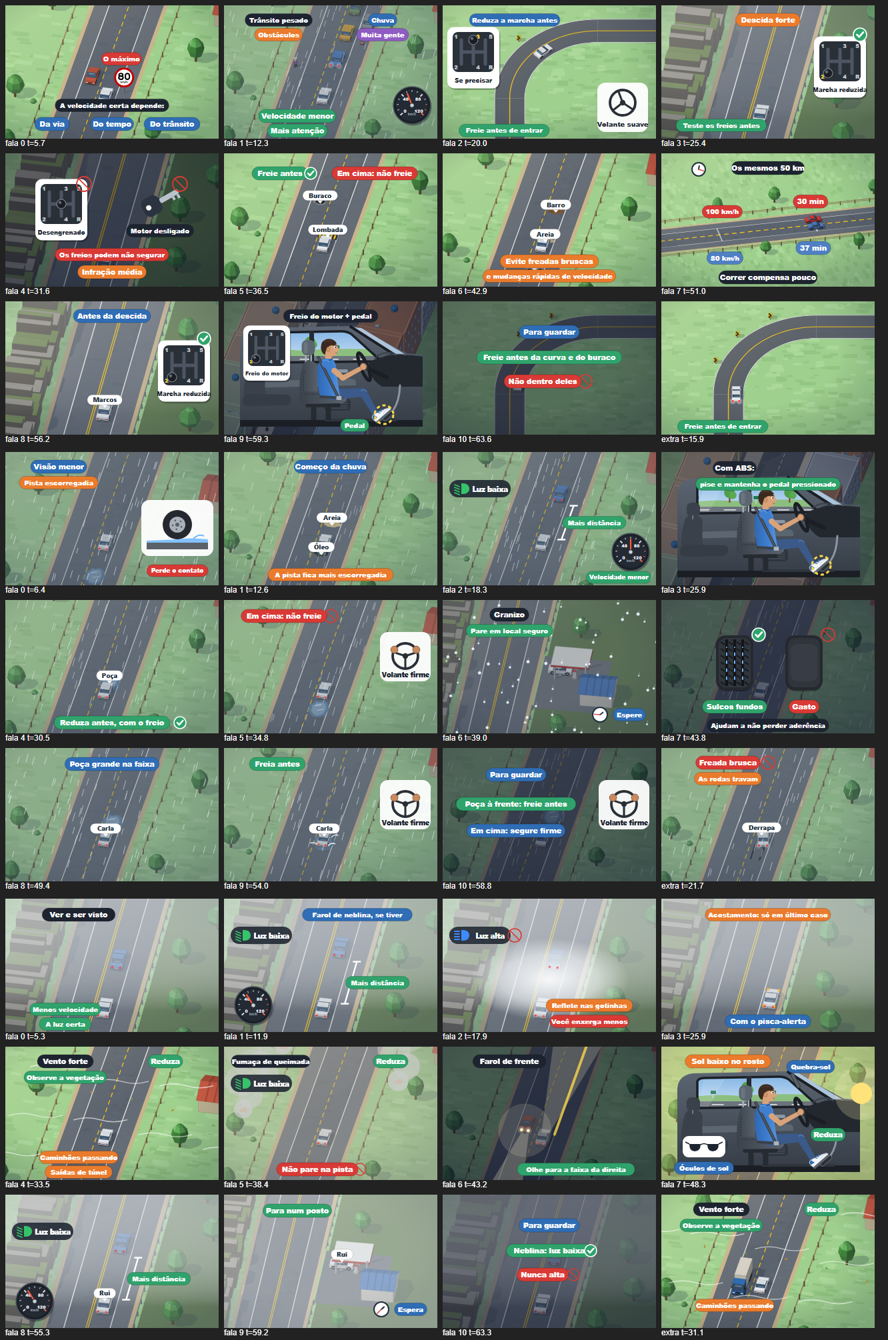 O máximo
80
A velocidade certa depende:
Da via
Do tempo
Do trânsito
fala 0 t=5.7
Trânsito pesado
Chuva
Obstáculos
Muita gente
Velocidade menor
Mais atenção
fala 1 t=12.3
Reduza a marcha antes
Se precisar
Volante suave
Freie antes de entrar
fala 2 t=20.0
Descida forte
Marcha reduzida
Teste os freios antes
fala 3 t=25.4
Desengrenado
Motor desligado
Os freios podem não segurar
Infração média
fala 4 t=31.6
Freie antes
Em cima: não freie
Buraco
Lombada
fala 5 t=36.5
Barro
Areia
Evite freadas bruscas
e mudanças rápidas de velocidade
fala 6 t=42.9
Os mesmos 50 km
100 km/h
30 min
80 km/h
37 min
Correr compensa pouco
fala 7 t=51.0
Antes da descida
Marcha reduzida
Marcos
fala 8 t=56.2
Freio do motor + pedal
Freio do motor
Pedal
fala 9 t=59.3
Para guardar
Freie antes da curva e do buraco
Não dentro deles
fala 10 t=63.6
Freie antes de entrar
extra t=15.9
Visão menor
Pista escorregadia
Perde o contato
fala 0 t=6.4
Começo da chuva
Areia
Óleo
A pista fica mais escorregadia
fala 1 t=12.6
Luz baixa
Mais distância
Velocidade menor
fala 2 t=18.3
Com ABS:
pise e mantenha o pedal pressionado
fala 3 t=25.9
Poça
Reduza antes, com o freio
fala 4 t=30.5
Em cima: não freie
Volante firme
fala 5 t=34.8
Granizo
Pare em local seguro
Espere
fala 6 t=39.0
Sulcos fundos
Gasto
Ajudam a não perder aderência
fala 7 t=43.8
Poça grande na faixa
Carla
fala 8 t=49.4
Freia antes
Carla
Volante firme
fala 9 t=54.0
Para guardar
Poça à frente: freie antes
Em cima: segure firme
Volante firme
fala 10 t=58.8
Freada brusca
As rodas travam
Derrapa
extra t=21.7
Ver e ser visto
Menos velocidade
A luz certa
fala 0 t=5.3
Farol de neblina, se tiver
Luz baixa
Mais distância
fala 1 t=11.9
Luz alta
Reflete nas gotinhas
Você enxerga menos
fala 2 t=17.9
Acostamento: só em último caso
Com o pisca-alerta
fala 3 t=25.9
Vento forte
Reduza
Observe a vegetação
Caminhões passando
Saídas de túnel
fala 4 t=33.5
Fumaça de queimada
Reduza
Luz baixa
Não pare na pista
fala 5 t=38.4
Farol de frente
Olhe para a faixa da direita
fala 6 t=43.2
Sol baixo no rosto
Quebra-sol
Reduza
Óculos de sol
fala 7 t=48.3
Luz baixa
Mais distância
Rui
fala 8 t=55.3
Para num posto
Rui
Espera
fala 9 t=59.2
Para guardar
Neblina: luz baixa
Nunca alta
fala 10 t=63.3
Vento forte
Reduza
Observe a vegetação
Caminhões passando
extra t=31.1